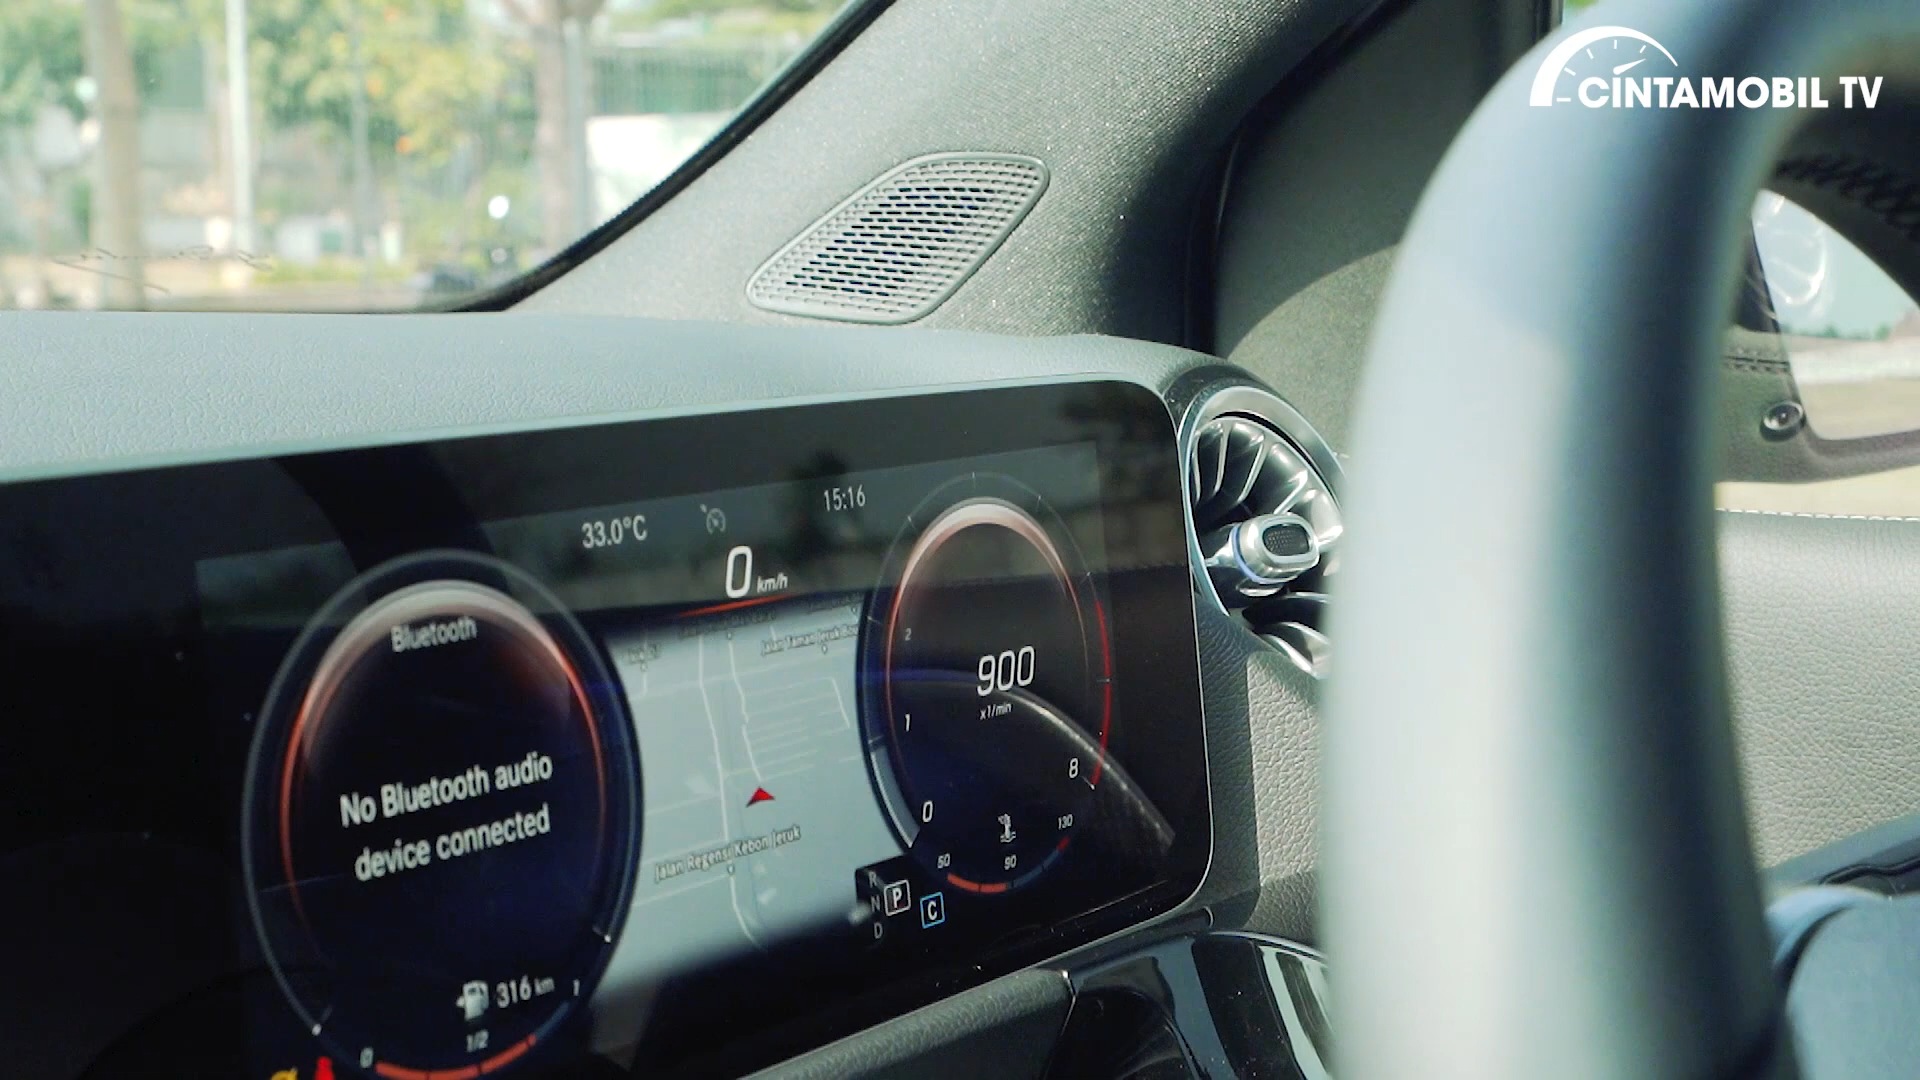 CINTAMOBIL TV
33.0°C
15:16
0 km/h
Bluetooth
No Bluetooth audio
device connected
316 km
0
1/2
1
Jalan Regensi Kebon Jeruk
2
1
0
8
900
x1/min
50
90
130
R
N
D
P
C